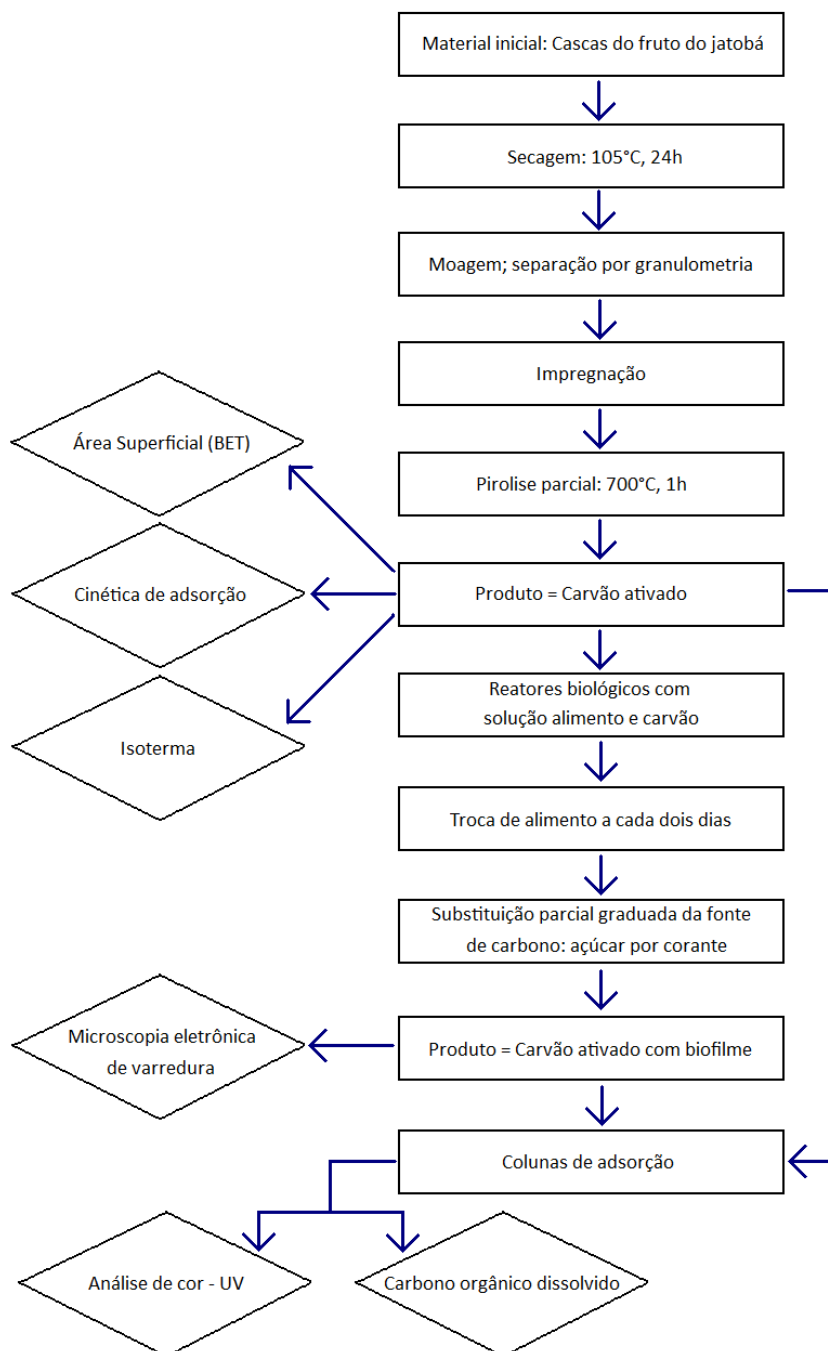 Material inicial: Cascas do fruto do jatobá
Secagem: 105°C, 24h
Moagem; separação por granulometria
Impregnação
Área Superficial (BET)
Pirolise parcial: 700°C, 1h
Cinética de adsorção
Produto = Carvão ativado
Reatores biológicos com
solução alimento e carvão
Isoterma
Troca de alimento a cada dois dias
Substituição parcial graduada da fonte
de carbono: açúcar por corante
Microscopia eletrônica
de varredura
Produto = Carvão ativado com biofilme
Colunas de adsorção
Análise de cor - UV
Carbono orgânico dissolvido